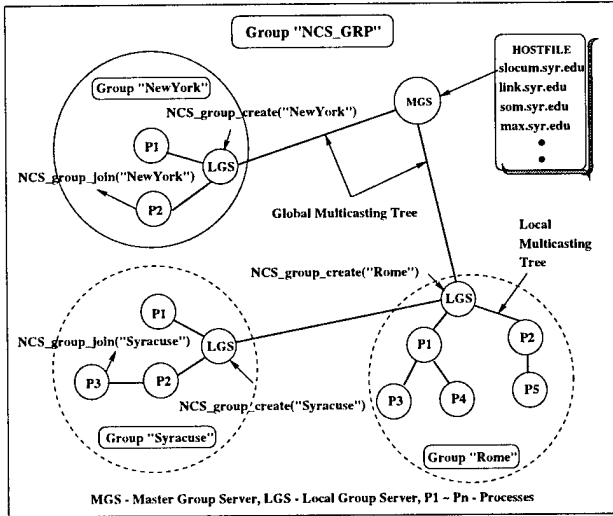 Group "NCS_GRP"
HOSTFILE
slocum.syr.edu
link.syr.edu
som.syr.edu
max.syr.edu
Group "NewYork"
NCS_group_create("NewYork")
MGS
P1
LGS
NCS_group_join("NewYork")
P2
Global Multicasting Tree
Local
Multicasting
Tree
NCS_group_create("Rome")
LGS
P1
P2
P3
P4
P5
Group "Rome"
P1
NCS_group_join("Syracuse")
LGS
P3
P2
NCS_group_create("Syracuse")
Group "Syracuse"
MGS - Master Group Server, LGS - Local Group Server, P1 ~ Pn - Processes